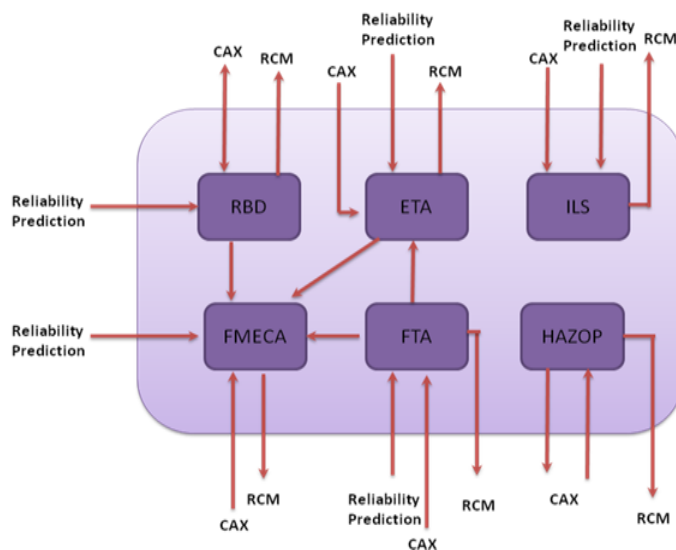 Reliability
Prediction
CAX
RCM
CAX
RCM
Reliability
Prediction
CAX
RCM
Reliability
Prediction
RBD
ETA
ILS
Reliability
Prediction
FMECA
FTA
HAZOP
CAX
RCM
Reliability
Prediction
CAX
RCM
CAX
RCM